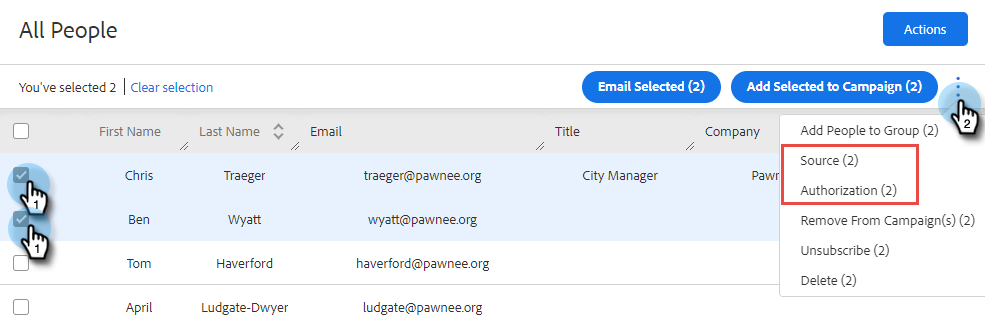 All People
Actions
You've selected 2 Clear selection Email Selected (2) Add Selected to Campaign (2)
2
First Name Last Name Email Title Company
Add People to Group (2)
Source (2)
Authorization (2)
Remove From Campaign(s) (2)
Unsubscribe (2)
Delete (2)
1 Chris Traeger traeger@pawnee.org City Manager Pawn
1 Ben Wyatt wyatt@pawnee.org
Tom Haverford haverford@pawnee.org
April Ludgate-Dwyer ludgate@pawnee.org